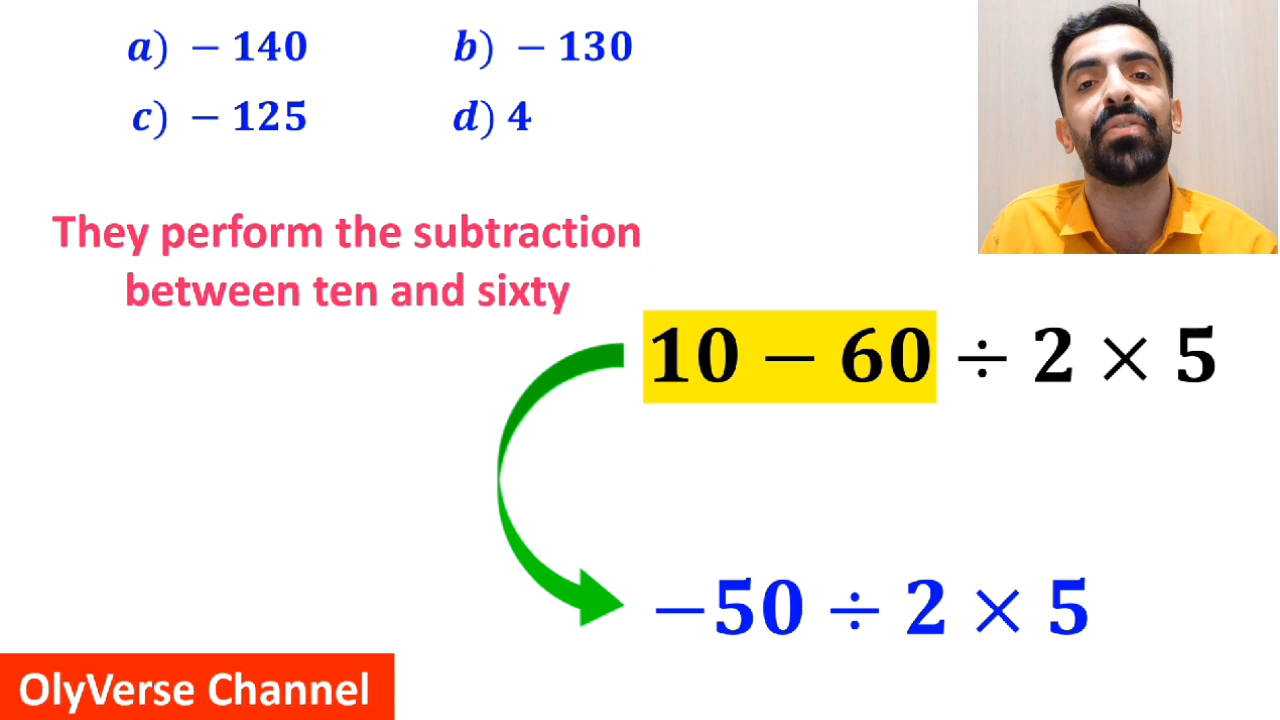 a) − 140 b) − 130
c) − 125 d) 4
They perform the subtraction
between ten and sixty
10 − 60 ÷ 2 × 5
−50 ÷ 2 × 5
OlyVerse Channel